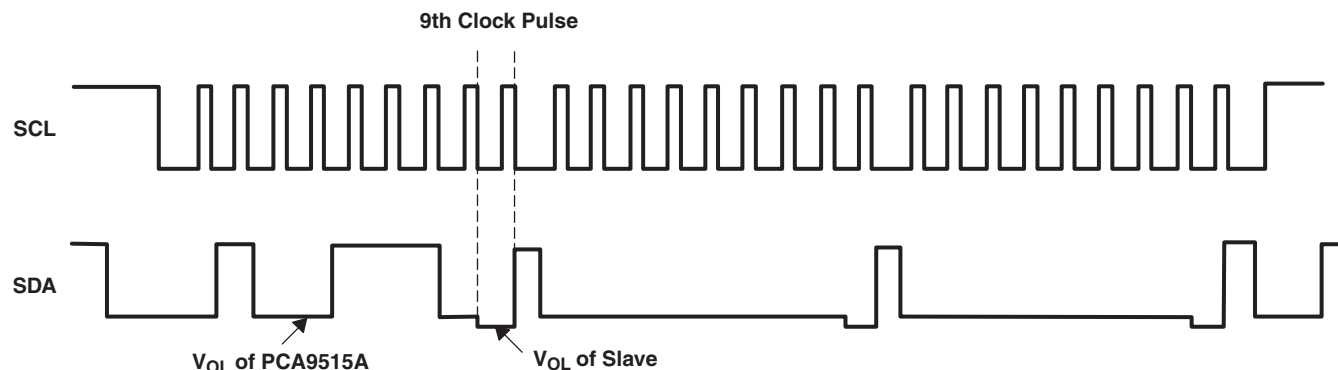 9th Clock Pulse
SCL
SDA
VOL of PCA9515A
VOL of Slave